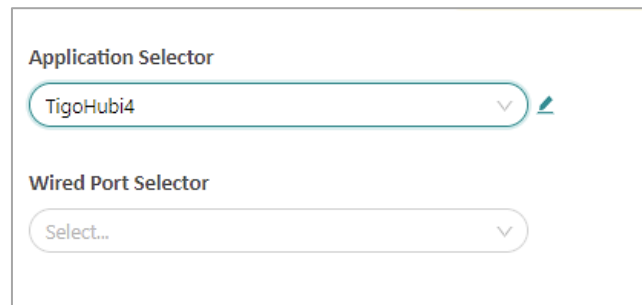 Application Selector
TigoHubi4
Wired Port Selector
Select...